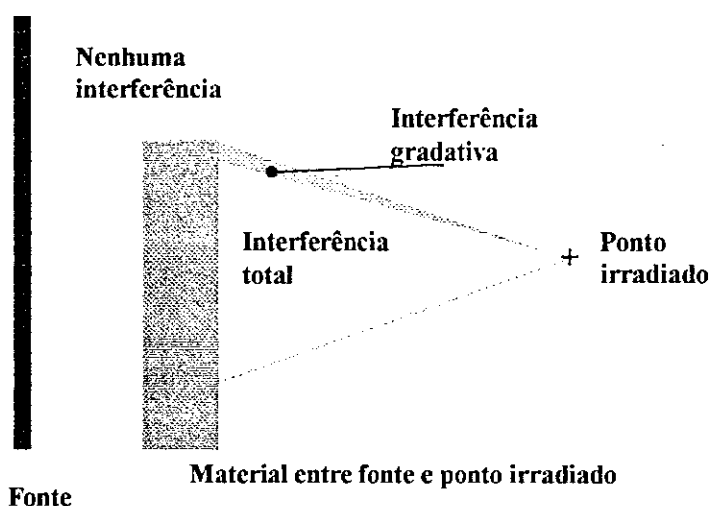 Nenhuma
interferência
Interferência
gradativa
Interferência
total
Ponto
irradiado
Material entre fonte e ponto irradiado
Fonte